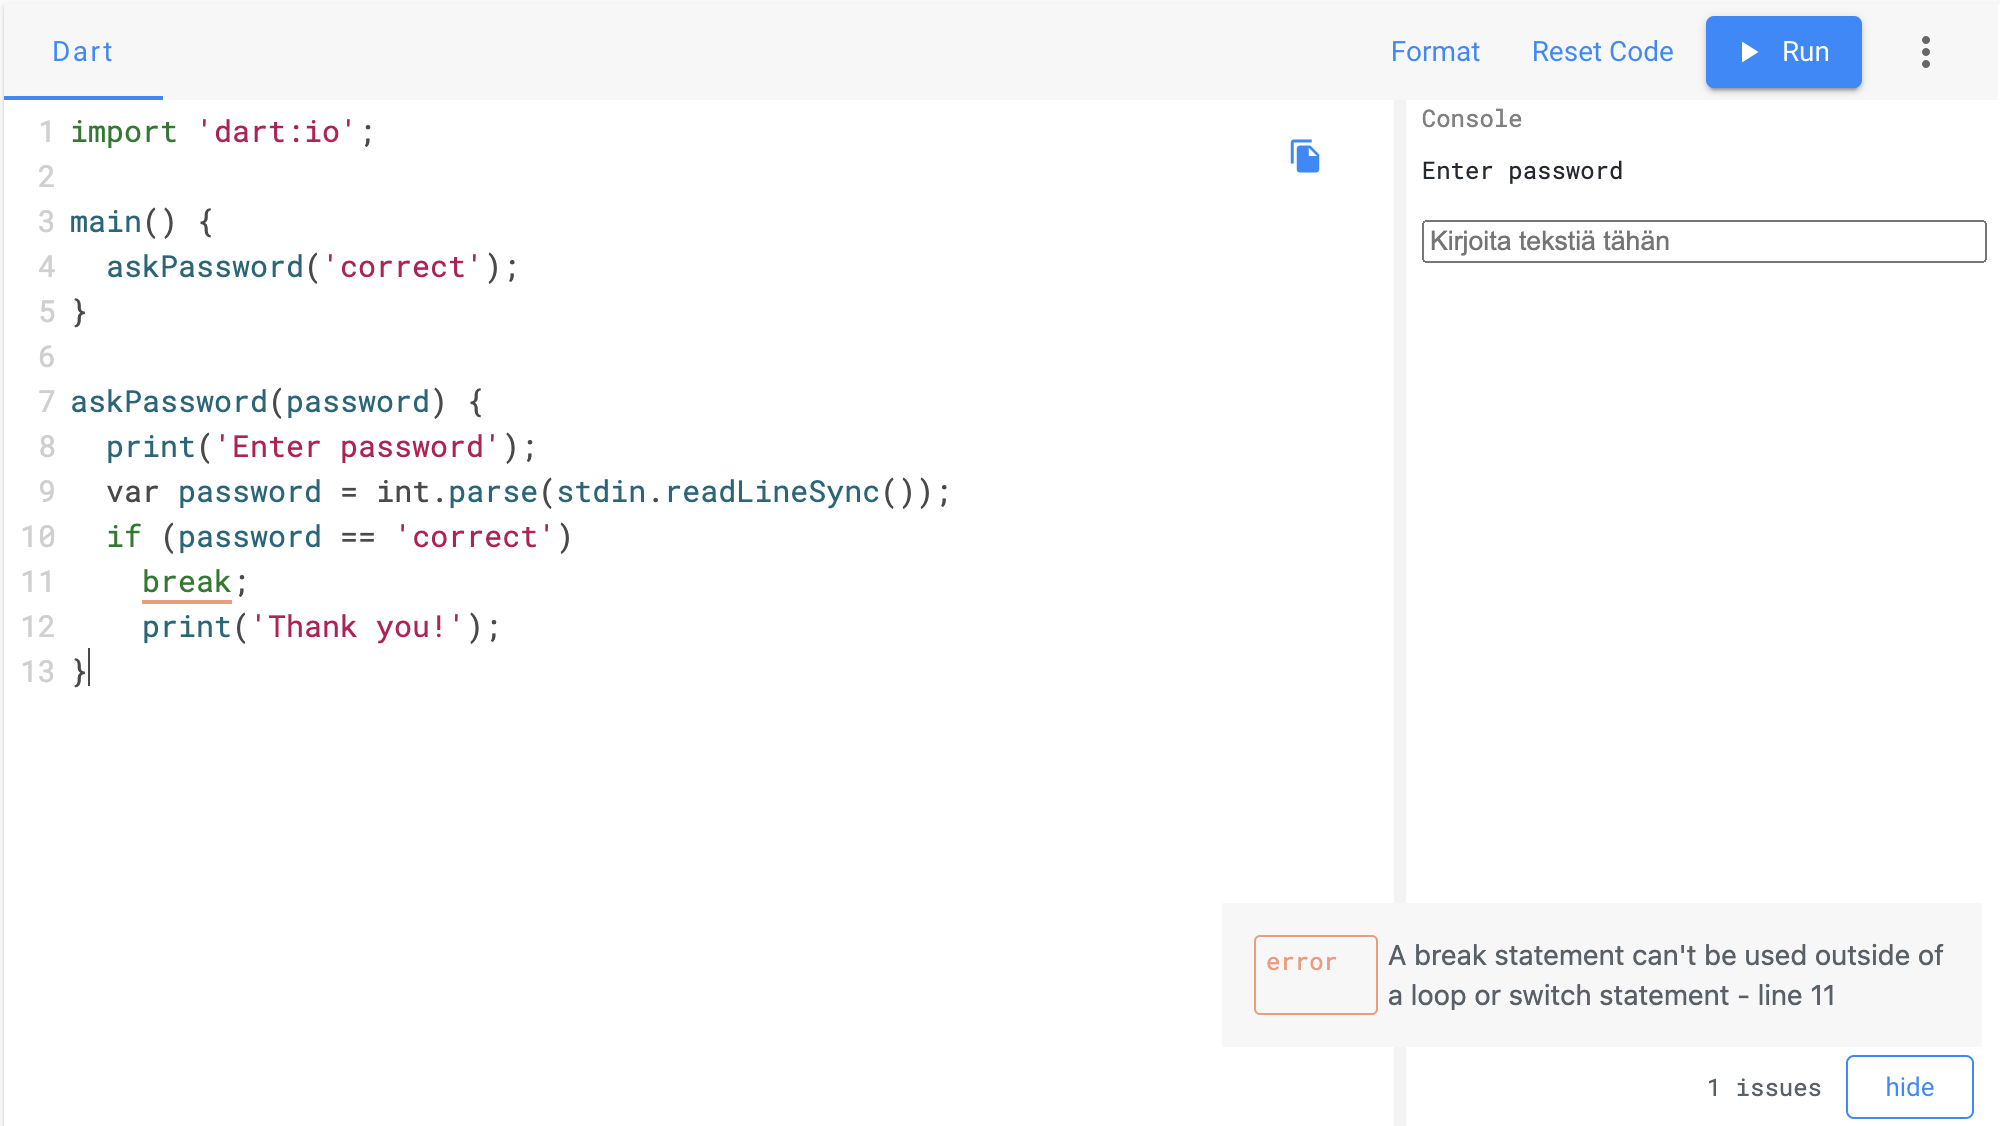 Dart
Format
Reset Code
Run
1 import 'dart:io';
2
3 main() {
4   askPassword('correct');
5 }
6
7 askPassword(password) {
8   print('Enter password');
9   var password = int.parse(stdin.readLineSync());
10   if (password == 'correct')
11     break;
12     print('Thank you!');
13 }
Console
Enter password
Kirjoita tekstiä tähän
error
A break statement can't be used outside of
a loop or switch statement - line 11
1 issues
hide